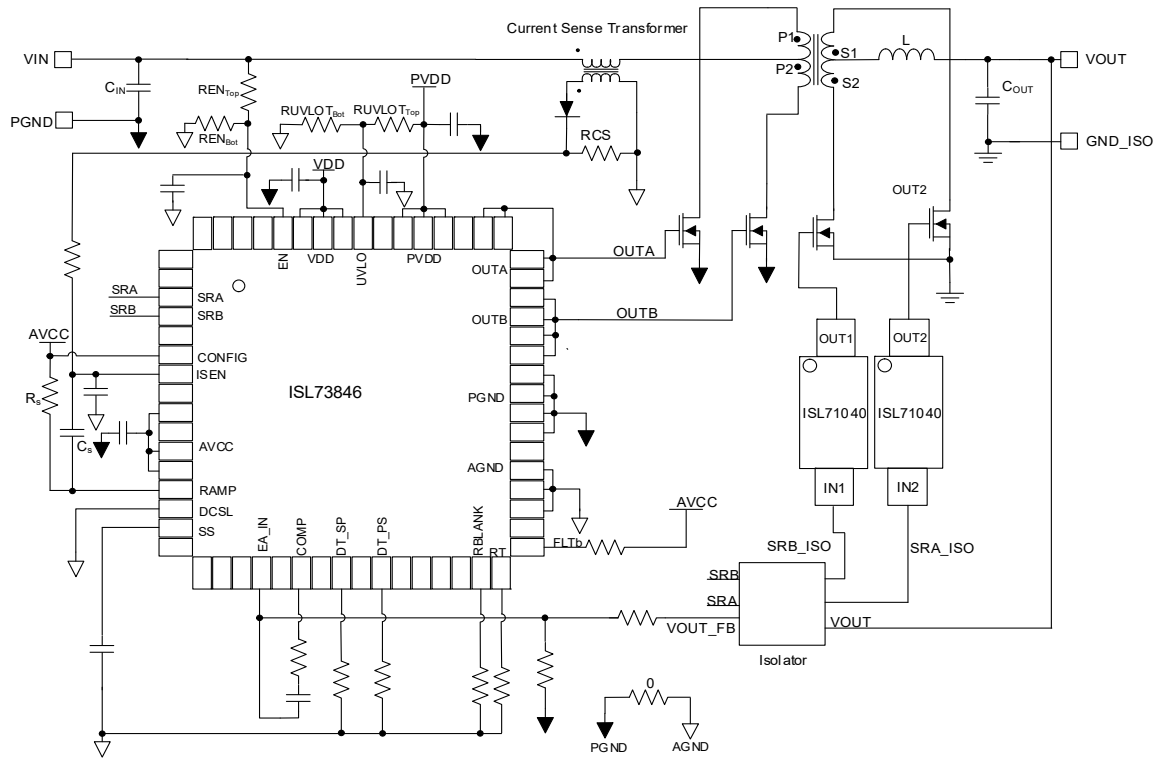 Current Sense Transformer
P1
S1
L
VIN
VOUT
P2
S2
PVDD
CIN
RENTop
COUT
RUVLOTBot
RUVLOTTop
PGND
RENBot
RCS
GND_ISO
VDD
OUT2
EN
VDD
UVLO
PVDD
OUTA
OUTA
SRA
SRA
SRB
SRB
OUTB
OUTB
AVCC
CONFIG
OUT1
OUT2
ISEN
ISL73846
PGND
Rs
ISL71040
ISL71040
Cs
AVCC
AGND
RAMP
IN1
IN2
DCSL
AVCC
SS
EA_IN
COMP
DT_SP
DT_PS
RBLANK
RT
FLTb
SRB_ISO
SRA_ISO
SRB
SRA
VOUT_FB
VOUT
Isolator
0
PGND
AGND